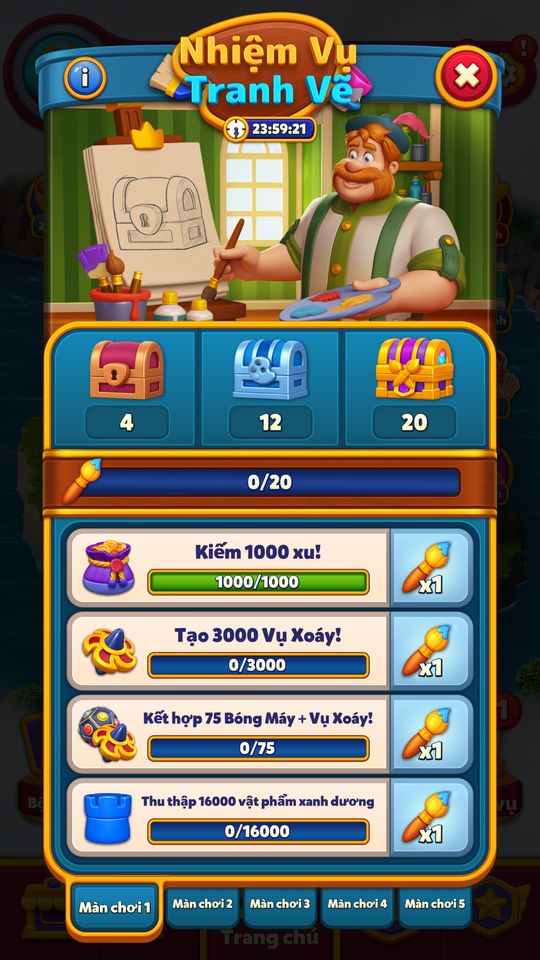 Nhiệm Vụ
Tranh Vẽ
23:59:21
4
12
20
0/20
Kiếm 1000 xu!
1000/1000
x1
Tạo 3000 Vụ Xoáy!
0/3000
x1
Kết hợp 75 Bóng Máy + Vụ Xoáy!
0/75
x1
Thu thập 16000 vật phẩm xanh dương
0/16000
x1
Màn chơi 1
Màn chơi 2
Màn chơi 3
Màn chơi 4
Màn chơi 5
Trang chủ